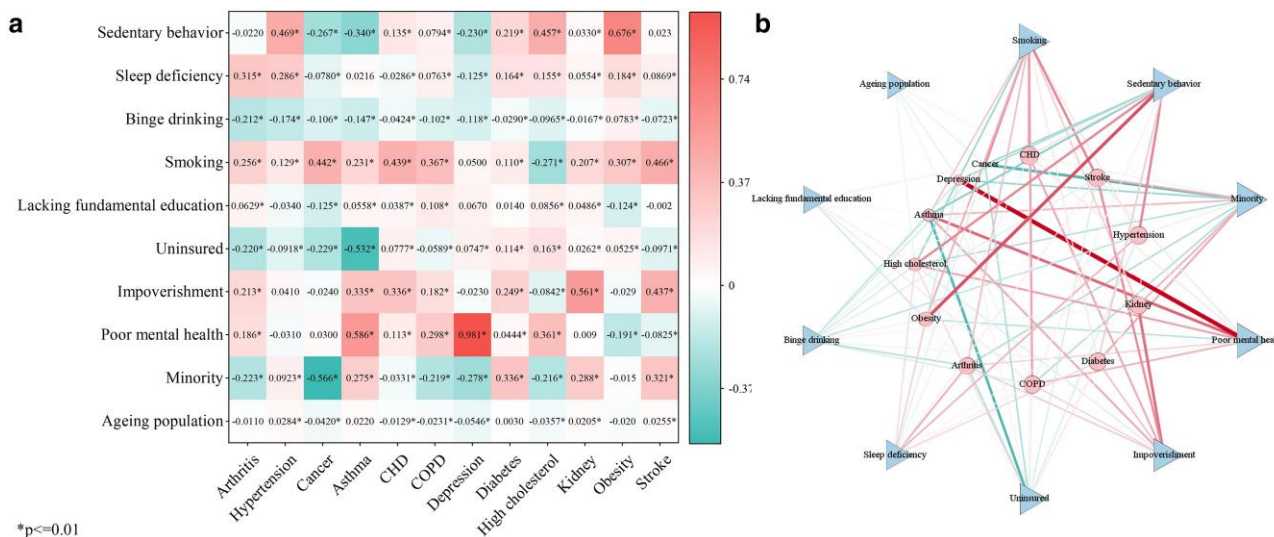 a
Sedentary behavior -0.0220 0.469* -0.267* -0.340* 0.135* 0.0794* -0.230* 0.219* 0.457* 0.0330* 0.676* 0.023
Sleep deficiency 0.315* 0.286* -0.0780* 0.0216 -0.0286* 0.0763* -0.125* 0.164* 0.155* 0.0554* 0.184* 0.0869*
Binge drinking -0.212* -0.174* -0.106* -0.147* -0.0424* -0.102* -0.118* -0.0290* -0.0965* -0.0167* 0.0783* -0.0723*
Smoking 0.256* 0.129* 0.442* 0.231* 0.439* 0.367* 0.0500 0.110* -0.271* 0.207* 0.307* 0.466*
Lacking fundamental education 0.0629* -0.0340 -0.125* 0.0558* 0.0387* 0.108* 0.0670 0.0140 0.0856* 0.0486* -0.124* -0.002
Uninsured -0.220* -0.0918* -0.229* -0.532* 0.0777* -0.0589* 0.0747* 0.114* 0.163* 0.0262* 0.0525* -0.0971*
Impoverishment 0.213* 0.0410 -0.0240 0.335* 0.336* 0.182* -0.0230 0.249* -0.0842* 0.561* -0.029 0.437*
Poor mental health 0.186* -0.0310 0.0300 0.586* 0.113* 0.298* 0.981* 0.0444* 0.361* 0.009 -0.191* -0.0825*
Minority -0.223* 0.0923* -0.566* 0.275* -0.0331* -0.219* -0.278* 0.336* -0.216* 0.288* -0.015 0.321*
Ageing population -0.0110 0.0284* -0.0420* 0.0220 -0.0129* -0.0231* -0.0546* 0.0030 -0.0357* 0.0205* -0.020 0.0255*
Arthritis Hypertension Cancer Asthma CHD COPD Depression Diabetes High cholesterol Kidney Obesity Stroke
*p<=0.01
0.74
0.37
0
-0.37
b
Smoking
Ageing population
Sedentary behavior
Cancer
CHD
Depression
Stroke
Lacking fundamental education
Minority
Asthma
Hypertension
High cholesterol
Kidney
Obesity
Binge drinking
Poor mental hea
Arthritis
Diabetes
COPD
Sleep deficiency
Impoverishment
Uninsured